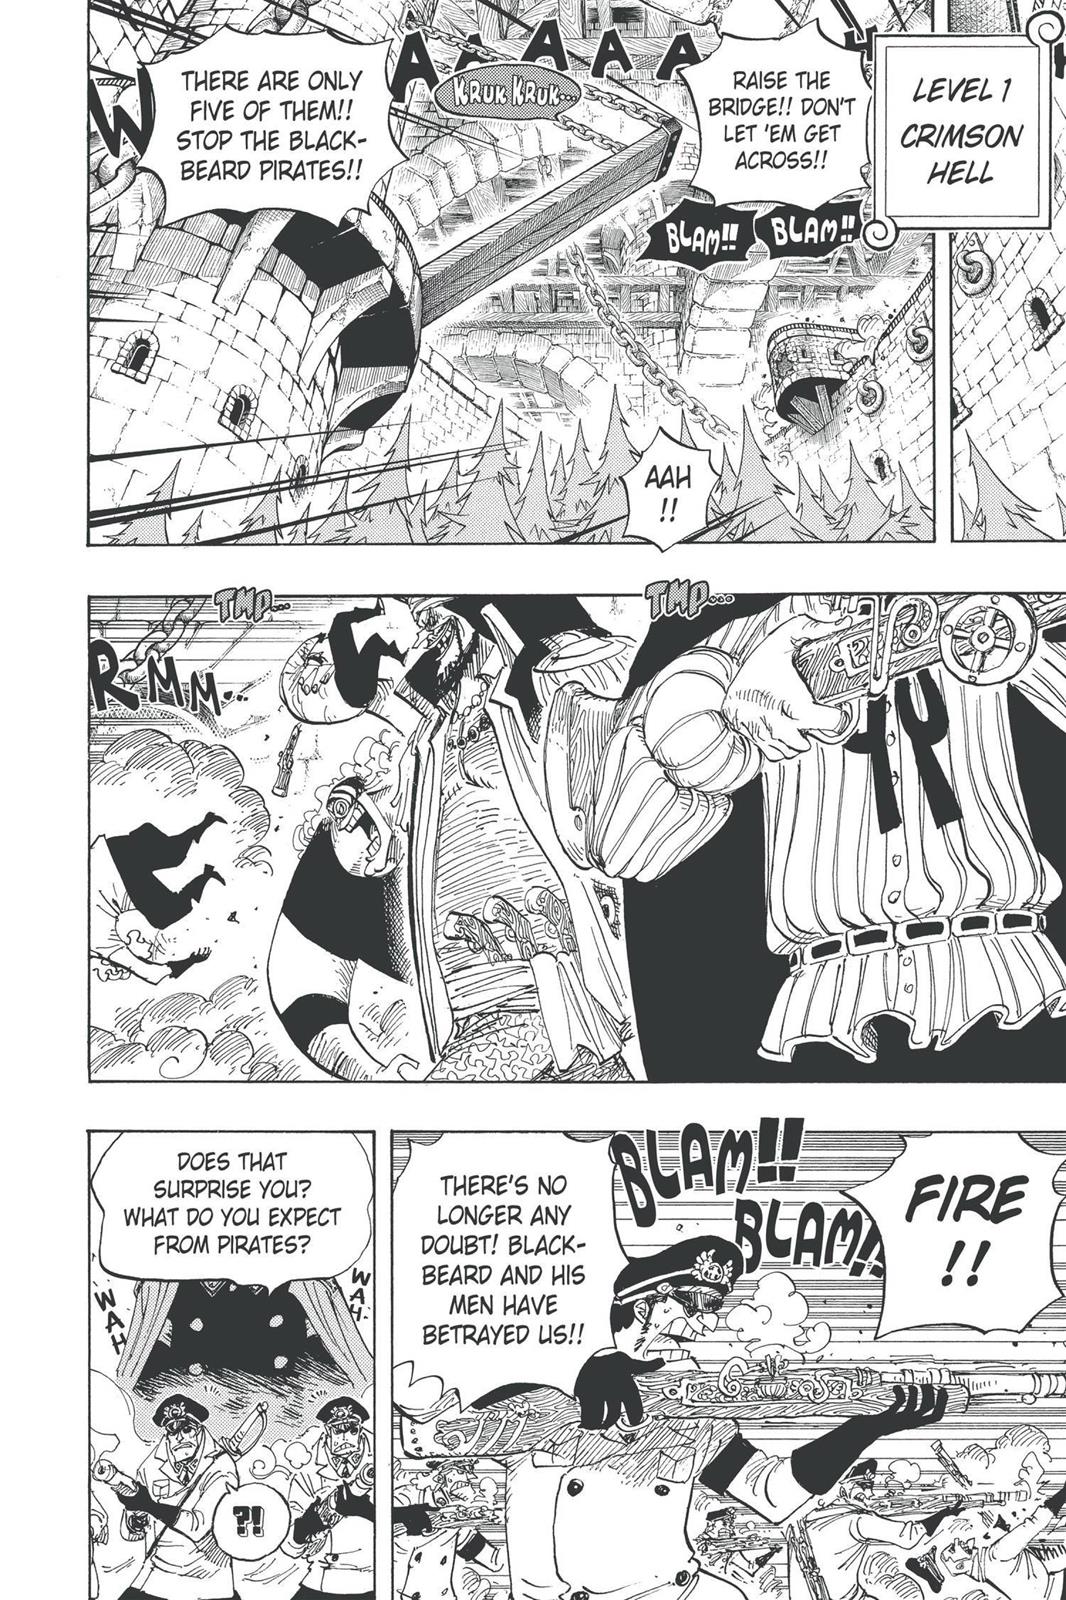 LEVEL 1
CRIMSON
HELL
RAISE THE
BRIDGE!! DON'T
LET 'EM GET
ACROSS!!
BLAM!!
BLAM!!
AAAAA
KRUK KRUK...
THERE ARE ONLY
FIVE OF THEM!!
STOP THE BLACK-
BEARD PIRATES!!
W
AAH
!!
TMP...
TMP...
RMM...
FIRE
!!
BLAM!!
BLAM!!
THERE'S NO
LONGER ANY
DOUBT! BLACK-
BEARD AND HIS
MEN HAVE
BETRAYED US!!
DOES THAT
SURPRISE YOU?
WHAT DO YOU EXPECT
FROM PIRATES?
WAH
WAH
?!